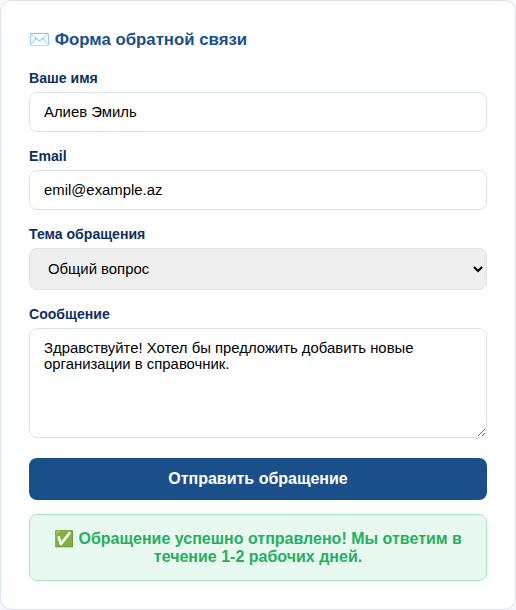 ✉️ Форма обратной связи
Ваше имя
Алиев Эмиль
Email
emil@example.az
Тема обращения
Общий вопрос
Сообщение
Здравствуйте! Хотел бы предложить добавить новые
организации в справочник.
Отправить обращение
✅ Обращение успешно отправлено! Мы ответим в
течение 1-2 рабочих дней.